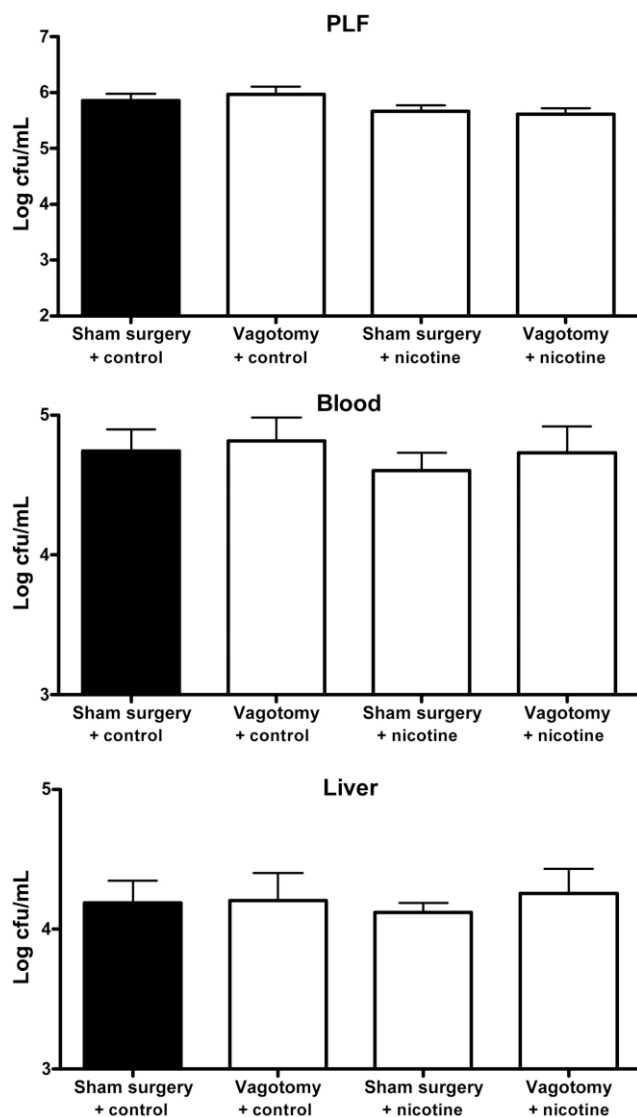 PLF
7
6
5
4
3
2
Log cfu/mL
Sham surgery Vagotomy Sham surgery Vagotomy
+ control + control + nicotine + nicotine
Blood
5
4
3
Log cfu/mL
Sham surgery Vagotomy Sham surgery Vagotomy
+ control + control + nicotine + nicotine
Liver
5
4
3
Log cfu/mL
Sham surgery Vagotomy Sham surgery Vagotomy
+ control + control + nicotine + nicotine